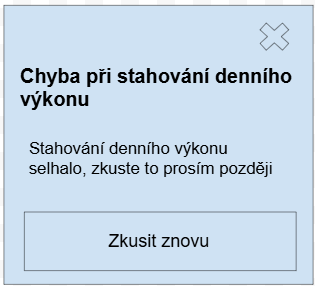 Chyba při stahování denního
výkonu
Stahování denního výkonu
selhalo, zkuste to prosím později
Zkusit znovu